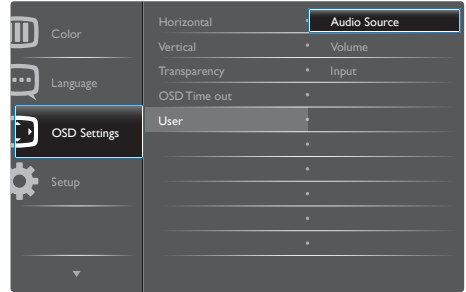 Color
Language
OSD Settings
Setup
Horizontal
Vertical
Transparency
OSD Time out
User
Audio Source
Volume
Input